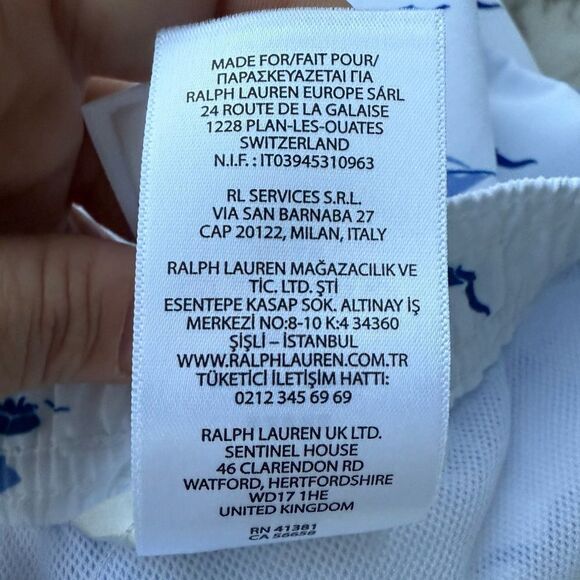 MADE FOR/FAIT POUR/
ΠΑΡΑΣΚΕΥΑΖΕΤΑΙ ΓΙΑ
RALPH LAUREN EUROPE SÁRL
24 ROUTE DE LA GALAISE
1228 PLAN-LES-OUATES
SWITZERLAND
N.I.F. : IT03945310963
RL SERVICES S.R.L.
VIA SAN BARNABA 27
CAP 20122, MILAN, ITALY
RALPH LAUREN MAĞAZACILIK VE
TİC. LTD. ŞTİ
ESENTEPE KASAP SOK. ALTINAY İŞ
MERKEZİ NO:8-10 K:4 34360
ŞİŞLİ – İSTANBUL
WWW.RALPHLAUREN.COM.TR
TÜKETİCİ İLETİŞİM HATTI:
0212 345 69 69
RALPH LAUREN UK LTD.
SENTINEL HOUSE
46 CLARENDON RD
WATFORD, HERTFORDSHIRE
WD17 1HE
UNITED KINGDOM
RN 41381
CA 56658